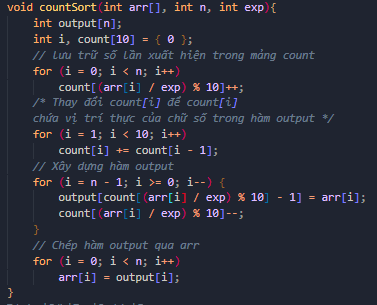 void countSort(int arr[], int n, int exp){
    int output[n];
    int i, count[10] = { 0 };
    // lưu trữ số lần xuất hiện trong mảng count
    for (i = 0; i < n; i++)
        count[(arr[i] / exp) % 10]++;
    /* Thay đổi count[i] để count[i]
    chứa vị trí thực của chữ số trong hàm output */
    for (i = 1; i < 10; i++)
        count[i] += count[i - 1];
    // Xây dựng hàm output
    for (i = n - 1; i >= 0; i--) {
        output[count[(arr[i] / exp) % 10] - 1] = arr[i];
        count[(arr[i] / exp) % 10]--;
    }
    // Chép hàm output qua arr
    for (i = 0; i < n; i++)
        arr[i] = output[i];
}